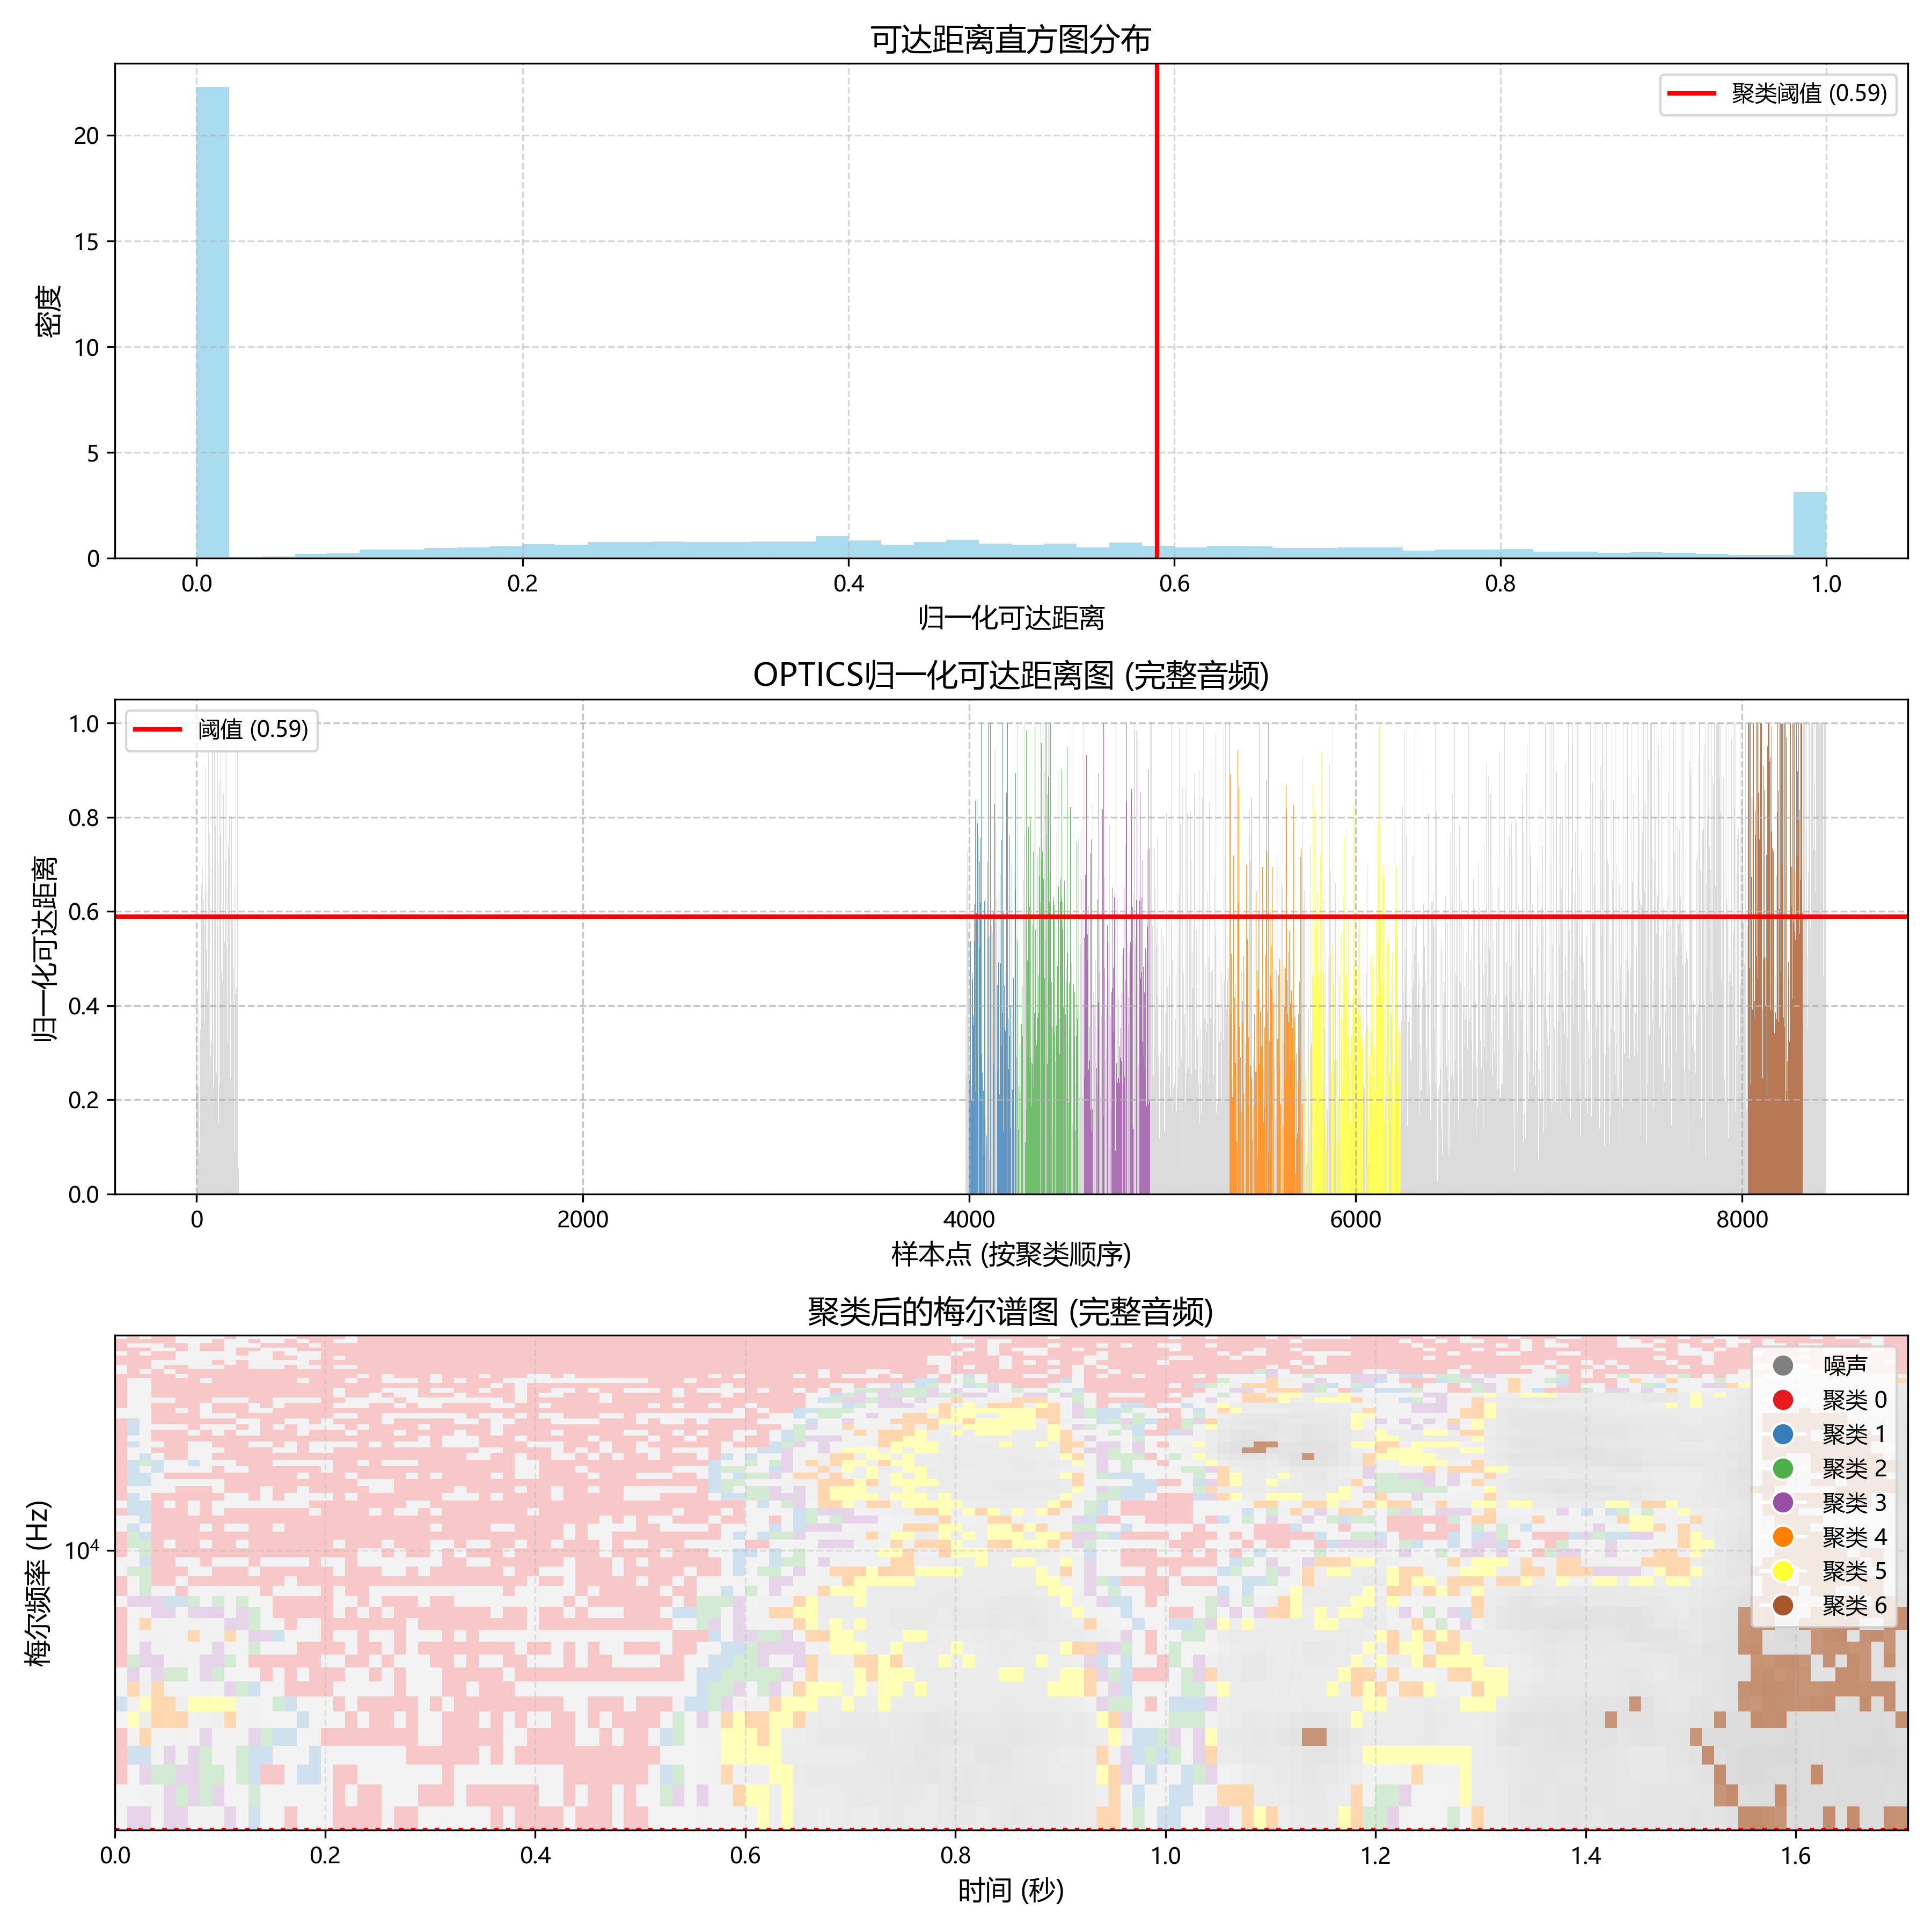 可达距离直方图分布
聚类阈值 (0.59)
密度
20
15
10
5
0
0.0 0.2 0.4 0.6 0.8 1.0
归一化可达距离
OPTICS归一化可达距离图 (完整音频)
阈值 (0.59)
归一化可达距离
1.0
0.8
0.6
0.4
0.2
0.0
0 2000 4000 6000 8000
样本点 (按聚类顺序)
聚类后的梅尔谱图 (完整音频)
噪声
聚类 0
聚类 1
聚类 2
聚类 3
聚类 4
聚类 5
聚类 6
梅尔频率 (Hz)
10⁴
0.0 0.2 0.4 0.6 0.8 1.0 1.2 1.4 1.6
时间 (秒)